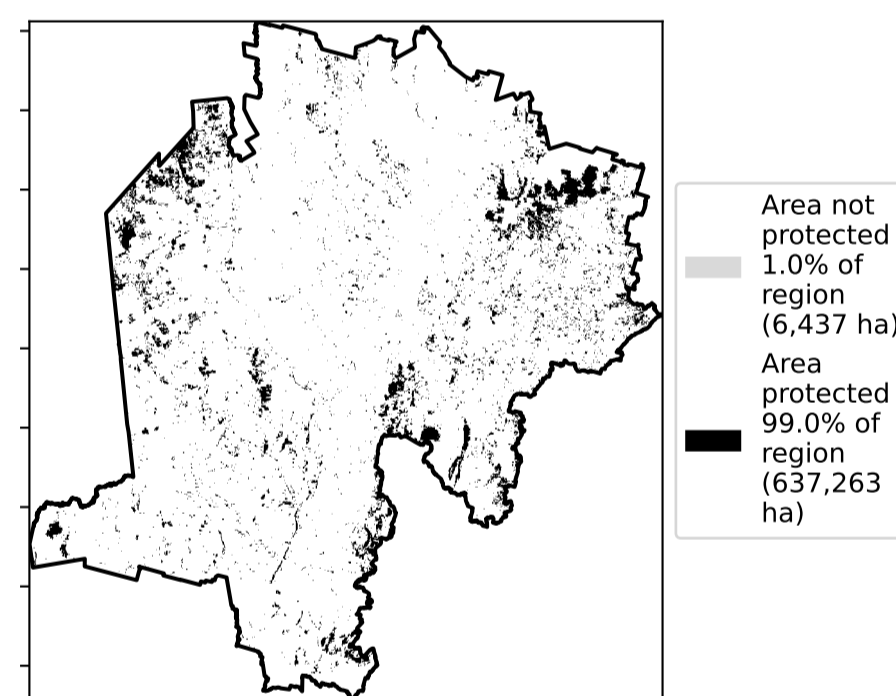 Area not
protected
1.0% of
region
(6,437 ha)
Area
protected
99.0% of
region
(637,263
ha)